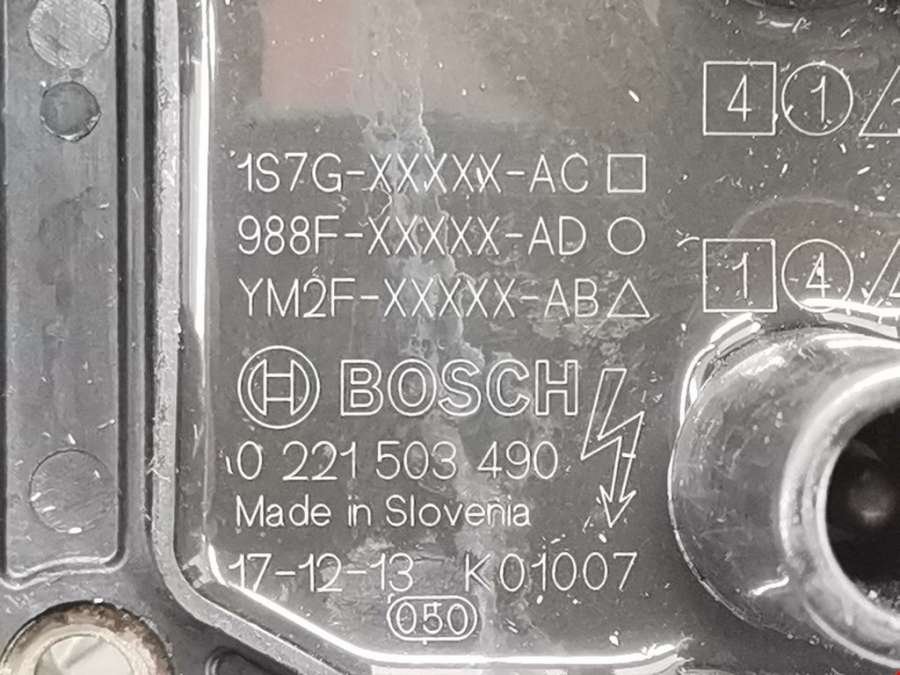 4 1
1S7G-XXXXX-AC
988F-XXXXX-AD
1 4
YM2F-XXXXX-AB
BOSCH
0 221 503 490
Made in Slovenia
17-12-13 K01007
050